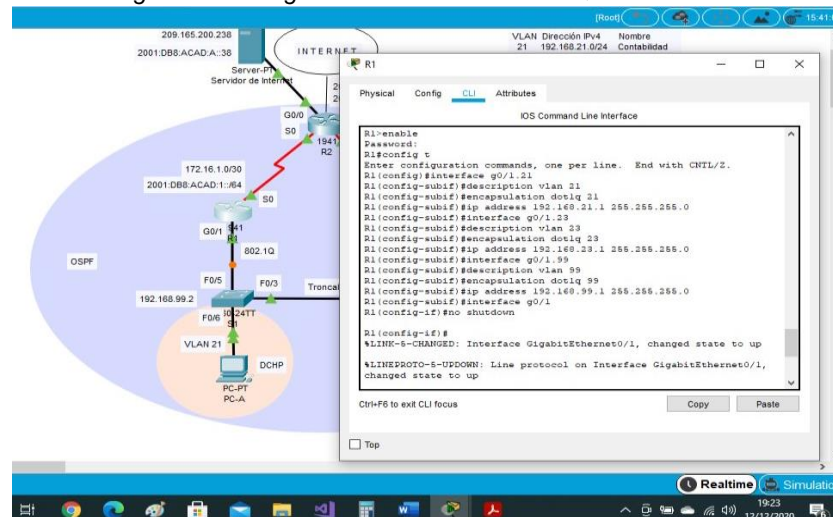 [Root]
15:41:
209.165.200.238
2001:DB8:ACAD:A::38
Server-PT
Servidor de Internet
INTERNET
VLAN Dirección IPv4 Nombre
21 192.168.21.0/24 Contabilidad
G0/0
S0
1941
R2
172.16.1.0/30
2001:DB8:ACAD:1::/64
S0
G0/1
R1
802.1Q
OSPF
F0/5
F0/3
Troncal
192.168.99.2
F0/6
S1
VLAN 21
DCHP
PC-PT
PC-A
R1
Physical Config CLI Attributes
IOS Command Line Interface
R1>enable
Password:
R1#config t
Enter configuration commands, one per line. End with CNTL/Z.
R1(config)#interface g0/1.21
R1(config-subif)#description vlan 21
R1(config-subif)#encapsulation dot1q 21
R1(config-subif)#ip address 192.168.21.1 255.255.255.0
R1(config-subif)#interface g0/1.23
R1(config-subif)#description vlan 23
R1(config-subif)#encapsulation dot1q 23
R1(config-subif)#ip address 192.168.23.1 255.255.255.0
R1(config-subif)#interface g0/1.99
R1(config-subif)#description vlan 99
R1(config-subif)#encapsulation dot1q 99
R1(config-subif)#ip address 192.168.99.1 255.255.255.0
R1(config-subif)#interface g0/1
R1(config-if)#no shutdown
R1(config-if)#
%LINK-5-CHANGED: Interface GigabitEthernet0/1, changed state to up
%LINEPROTO-5-UPDOWN: Line protocol on Interface GigabitEthernet0/1,
changed state to up
Ctrl+F6 to exit CLI focus
Copy Paste
Top
Realtime
Simulatio
19:23
12/12/2020